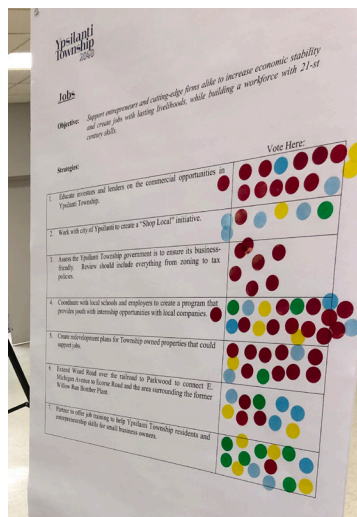 Ypsilanti
Township
2040
Jobs
Objective: Support entrepreneurs and cutting-edge firms alike to increase economic stability
and create jobs with lasting livelihoods, while building a workforce with 21-st
century skills.
Strategies:
Vote Here:
1. Educate investors and lenders on the commercial opportunities in
Ypsilanti Township.
2. Work with city of Ypsilanti to create a "Shop Local" initiative.
3. Assess the Ypsilanti Township government is to ensure its business-
friendly. Review should include everything from zoning to tax
policies.
4. Coordinate with local schools and employers to create a program that
provides youth with internship opportunities with local companies.
5. Create redevelopment plans for Township owned properties that could
support jobs.
6. Extend Wiard Road over the railroad to Parkwood to connect E.
Michigan Avenue to Ecorse Road and the area surrounding the former
Willow Run Bomber Plant.
7. Partner to offer job training to help Ypsilanti Township residents and
entrepreneurship skills for small business owners.